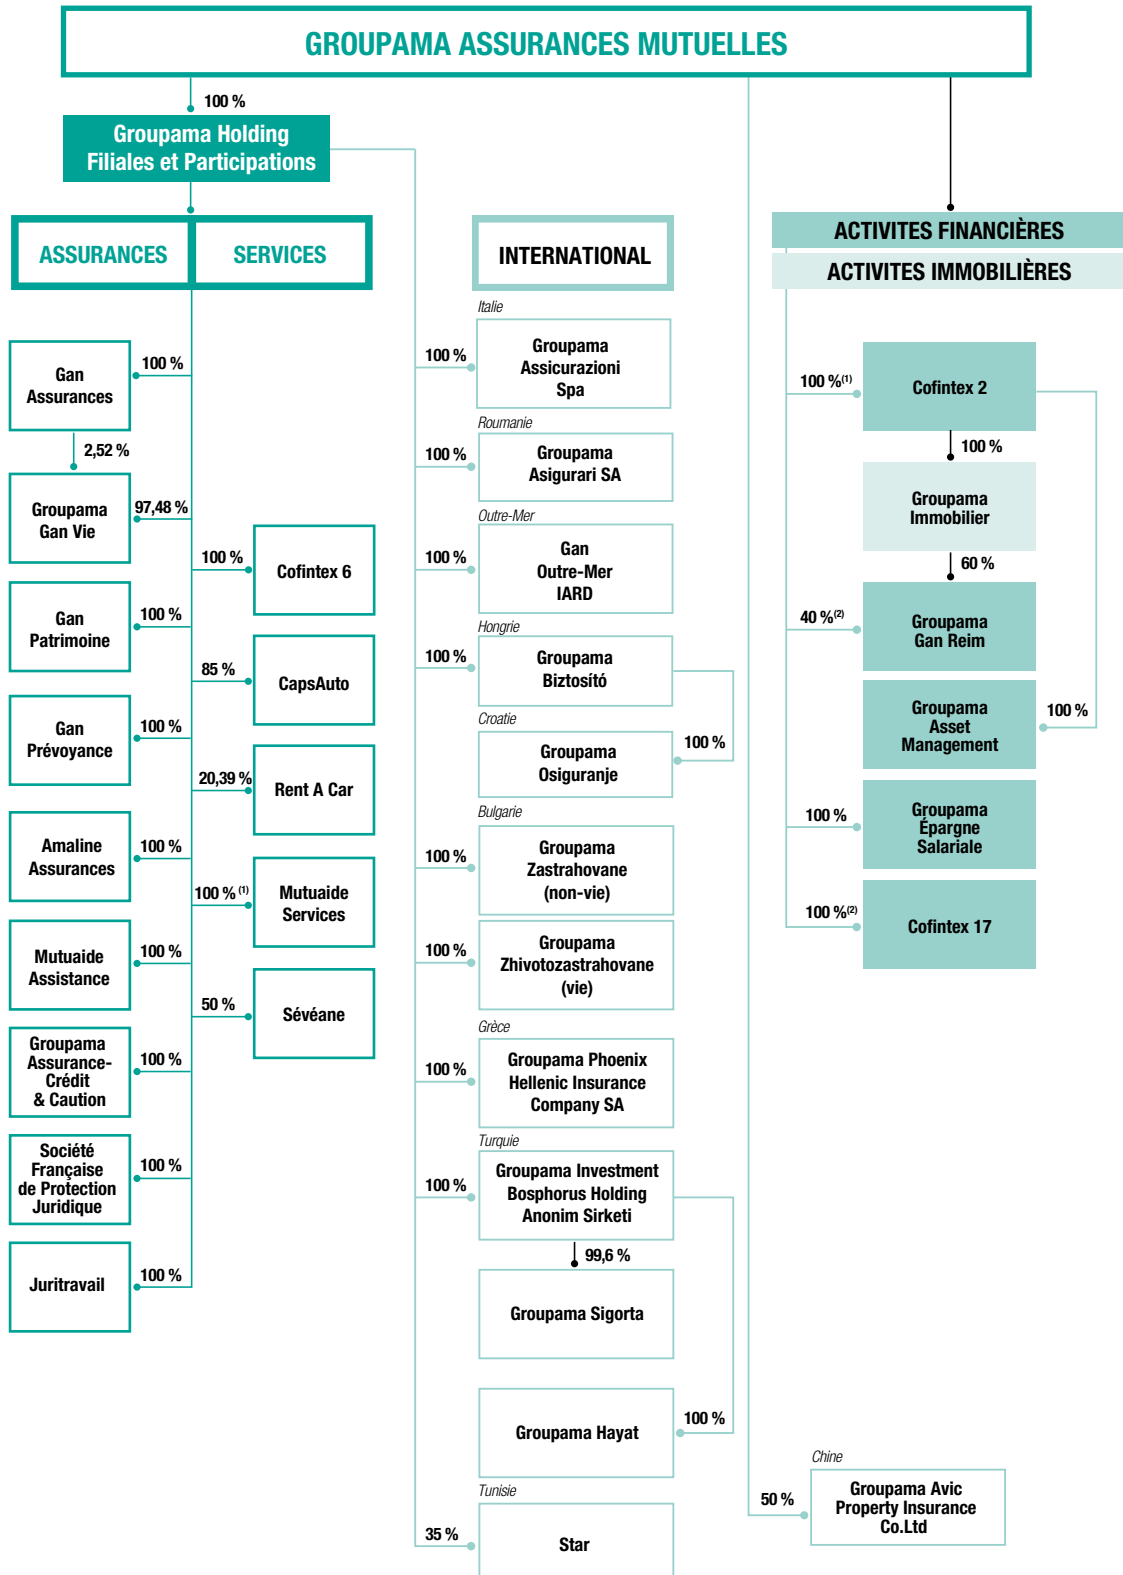 GROUPAMA ASSURANCES MUTUELLES
100 %
Groupama Holding
Filiales et Participations
ASSURANCES
SERVICES
Gan
Assurances
100 %
2,52 %
Groupama
Gan Vie
97,48 %
Gan
Patrimoine
100 %
Gan
Prévoyance
100 %
Amaline
Assurances
100 %
Mutuaide
Assistance
100 %
Groupama
Assurance-
Crédit
& Caution
100 %
Société
Française
de Protection
Juridique
100 %
Juritravail
100 %
100 %
Cofintex 6
85 %
CapsAuto
20,39 %
Rent A Car
100 % (1)
Mutuaide
Services
50 %
Sévéane
INTERNATIONAL
Italie
100 %
Groupama
Assicurazioni
Spa
Roumanie
100 %
Groupama
Asigurari SA
Outre-Mer
100 %
Gan
Outre-Mer
IARD
Hongrie
100 %
Groupama
Biztosító
Croatie
Groupama
Osiguranje
100 %
Bulgarie
100 %
Groupama
Zastrahovane
(non-vie)
100 %
Groupama
Zhivotozastrahovane
(vie)
Grèce
100 %
Groupama Phoenix
Hellenic Insurance
Company SA
Turquie
100 %
Groupama Investment
Bosphorus Holding
Anonim Sirketi
99,6 %
Groupama Sigorta
Groupama Hayat
100 %
Tunisie
35 %
Star
ACTIVITES FINANCIÈRES
ACTIVITES IMMOBILIÈRES
100 %(1)
Cofintex 2
100 %
Groupama
Immobilier
60 %
40 %(2)
Groupama
Gan Reim
Groupama
Asset
Management
100 %
100 %
Groupama
Épargne
Salariale
100 %(2)
Cofintex 17
Chine
50 %
Groupama Avic
Property Insurance
Co.Ltd